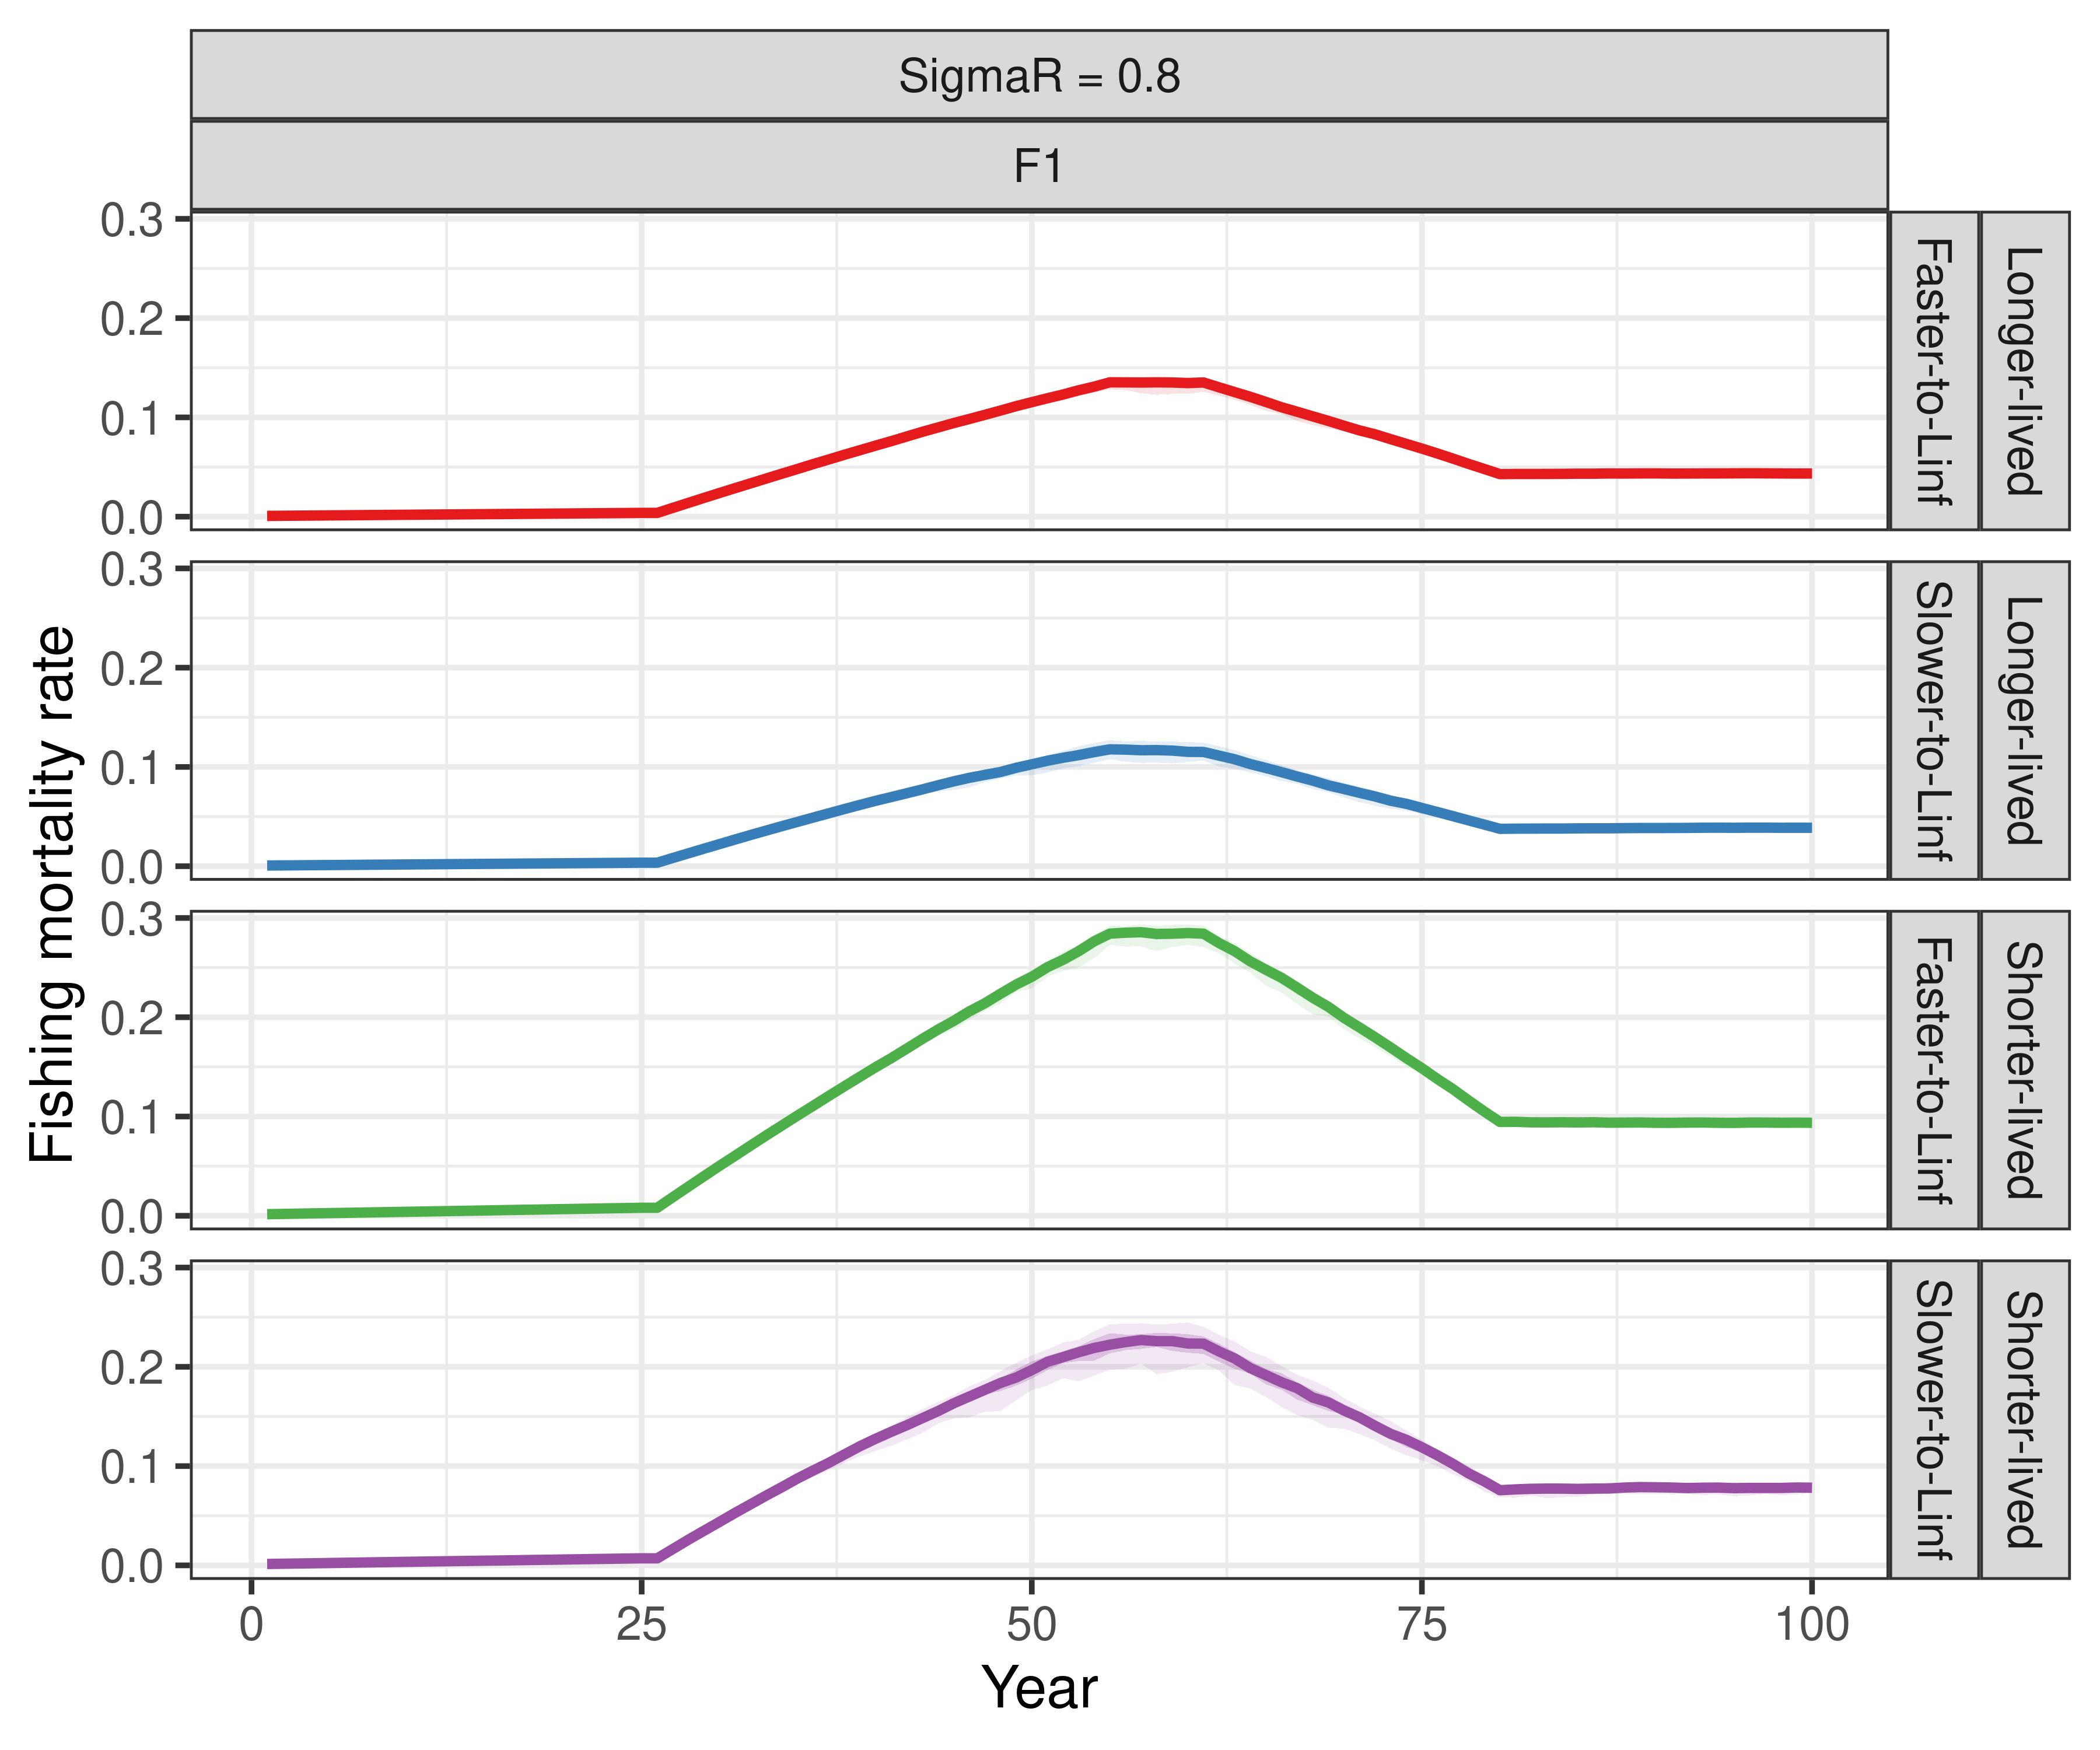 SigmaR = 0.8
F1
0.3
0.2
0.1
0.0
Faster-to-Linf
Longer-lived
0.3
0.2
0.1
0.0
Slower-to-Linf
Longer-lived
0.3
0.2
0.1
0.0
Faster-to-Linf
Shorter-lived
0.3
0.2
0.1
0.0
Slower-to-Linf
Shorter-lived
Fishing mortality rate
0 25 50 75 100
Year